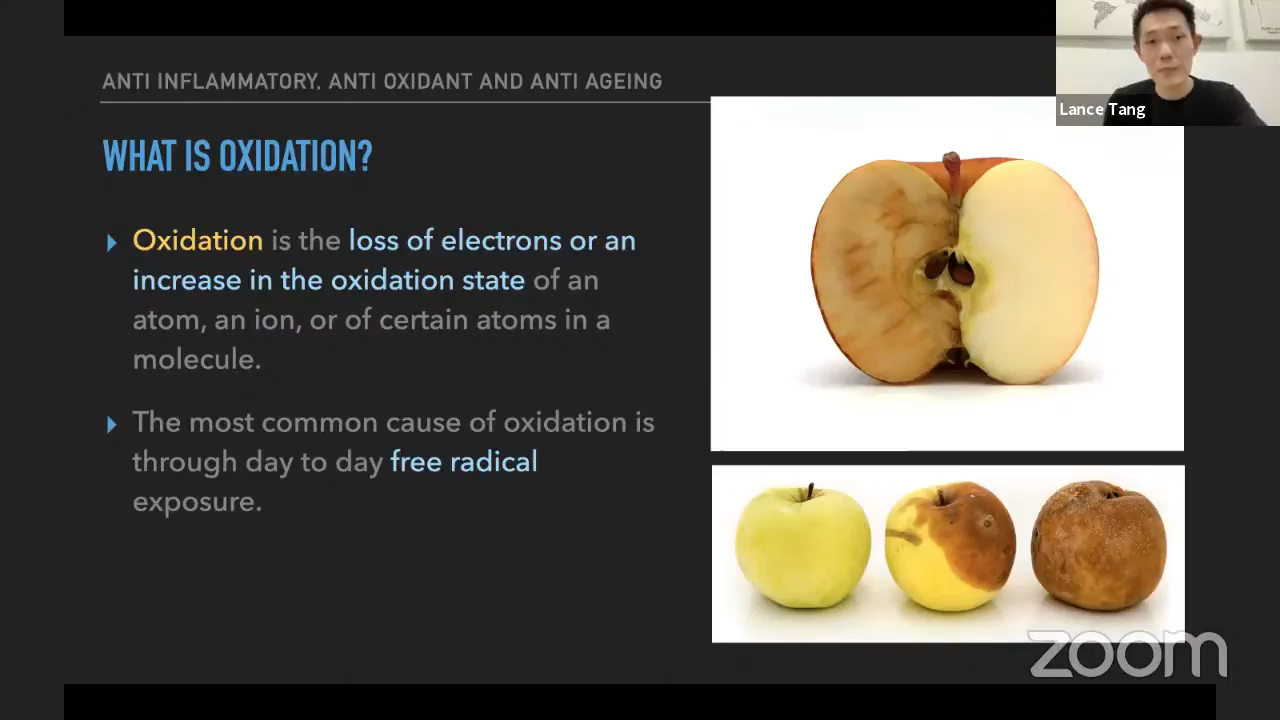 ANTI INFLAMMATORY, ANTI OXIDANT AND ANTI AGEING
Lance Tang
WHAT IS OXIDATION?
Oxidation is the loss of electrons or an
increase in the oxidation state of an
atom, an ion, or of certain atoms in a
molecule.
The most common cause of oxidation is
through day to day free radical
exposure.
zoom